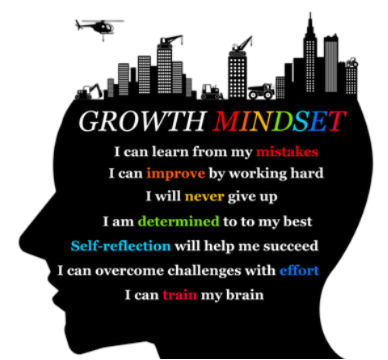 GROWTH MINDSET
I can learn from my mistakes
I can improve by working hard
I will never give up
I am determined to to my best
Self-reflection will help me succeed
I can overcome challenges with effort
I can train my brain